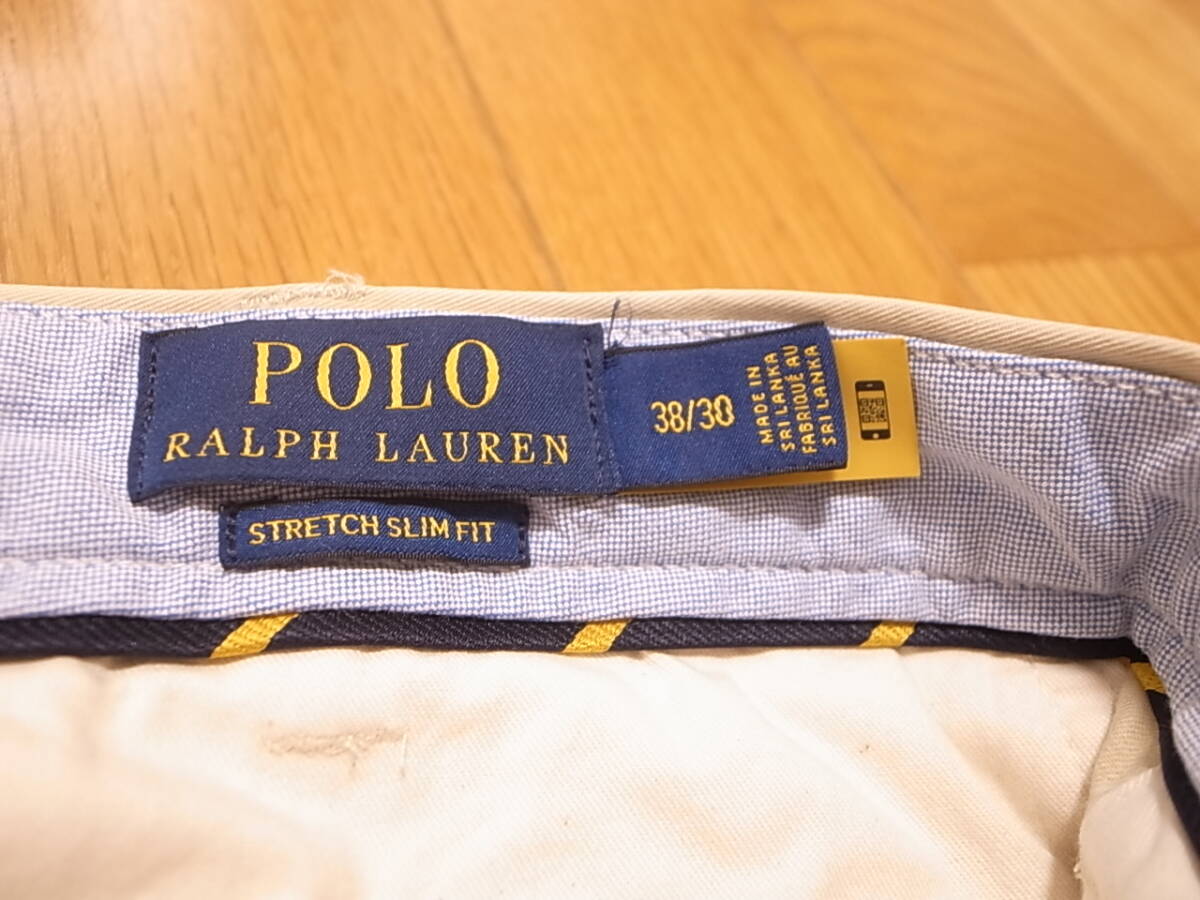 POLO
RALPH LAUREN
STRETCH SLIM FIT
38/30
MADE IN
SRI LANKA
FABRIQUÉ AU
SRI LANKA